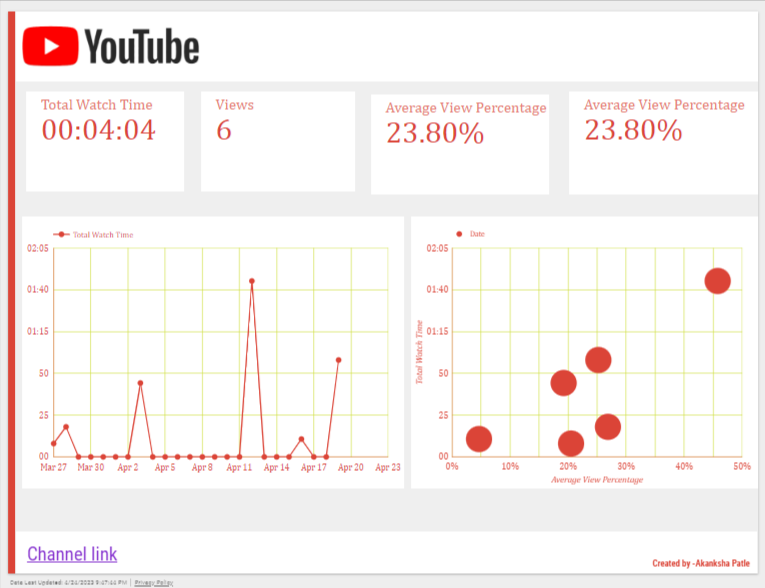 YouTube
Total Watch Time
00:04:04
Views
6
Average View Percentage
23.80%
Average View Percentage
23.80%
Total Watch Time
02:05
01:40
01:15
50
25
00
Mar 27 Mar 30 Apr 2 Apr 5 Apr 8 Apr 11 Apr 14 Apr 17 Apr 20 Apr 23
Date
Total Watch Time
02:05
01:40
01:15
50
25
00
0% 10% 20% 30% 40% 50%
Average View Percentage
Channel link
Created by -Akanksha Patle
Data Last Updated: 4/24/2023 9:47:44 PM | Privacy Policy